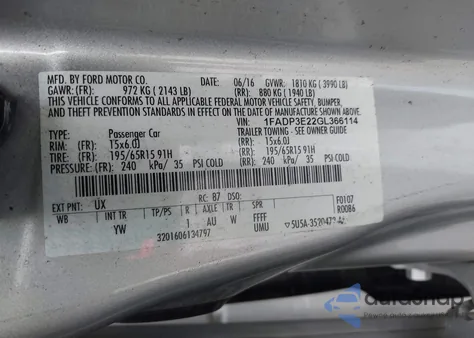 MFD. BY FORD MOTOR CO.
DATE: 06/16 GVWR: 1810 KG ( 3990 LB)
GAWR: (FR): 972 KG ( 2143 LB) (RR): 880 KG ( 1940 LB)
THIS VEHICLE CONFORMS TO ALL APPLICABLE FEDERAL MOTOR VEHICLE SAFETY, BUMPER,
AND THEFT PREVENTION STANDARDS IN EFFECT ON THE DATE OF MANUFACTURE SHOWN ABOVE.
VIN: 1FADP3E22GL366114
TYPE: Passenger Car TRAILER TOWING - SEE OWNER GUIDE
RIM: (FR): 15x6.0J (RR): 15x6.0J
TIRE: (FR): 195/65R15 91H (RR): 195/65R15 91H
PRESSURE: (FR): 240 kPa/ 35 PSI COLD (RR): 240 kPa/ 35 PSI COLD
EXT PNT: UX RC: 87 DSO: F0107
WB INT TR TP/PS R AXLE TR SPR R0086
YW 1 AU W FFFF
3201606134797 UMU
autosnap